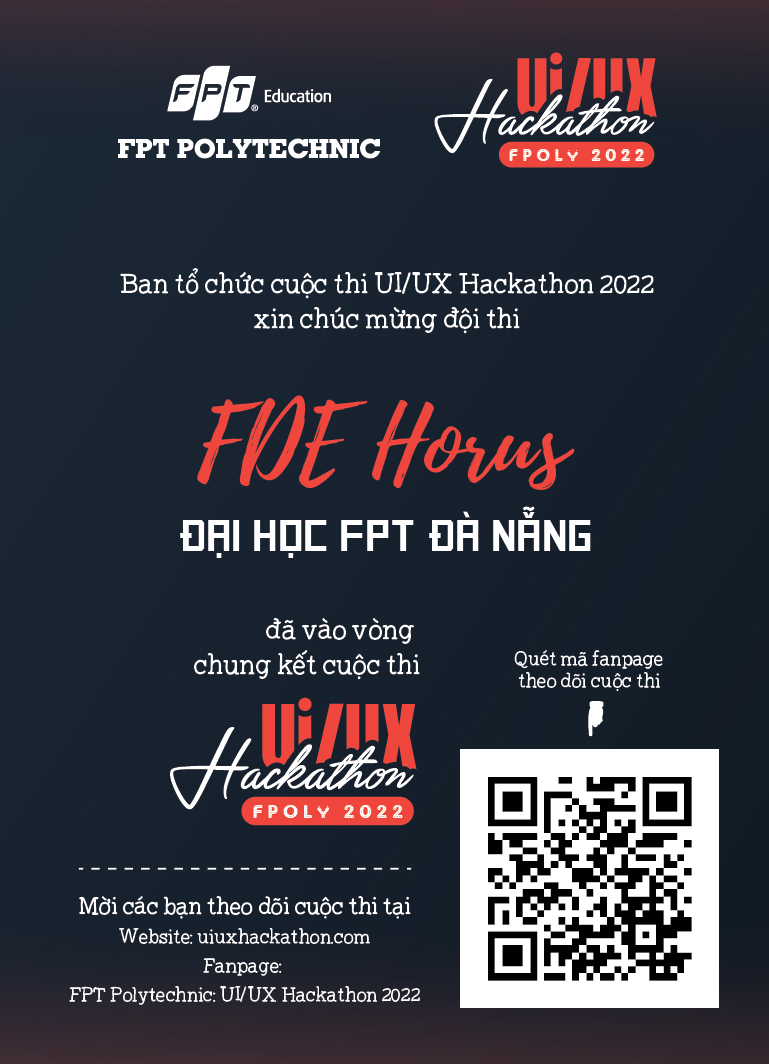 FPT® Education
FPT POLYTECHNIC
Ui/UX
Hackathon
FPOLY 2022
Ban tổ chức cuộc thi UI/UX Hackathon 2022
xin chúc mừng đội thi
FDE Horus
ĐẠI HỌC FPT ĐÀ NẴNG
đã vào vòng
chung kết cuộc thi
Ui/UX
Hackathon
FPOLY 2022
Quét mã fanpage
theo dõi cuộc thi
Mời các bạn theo dõi cuộc thi tại
Website: uiuxhackathon.com
Fanpage:
FPT Polytechnic: UI/UX Hackathon 2022